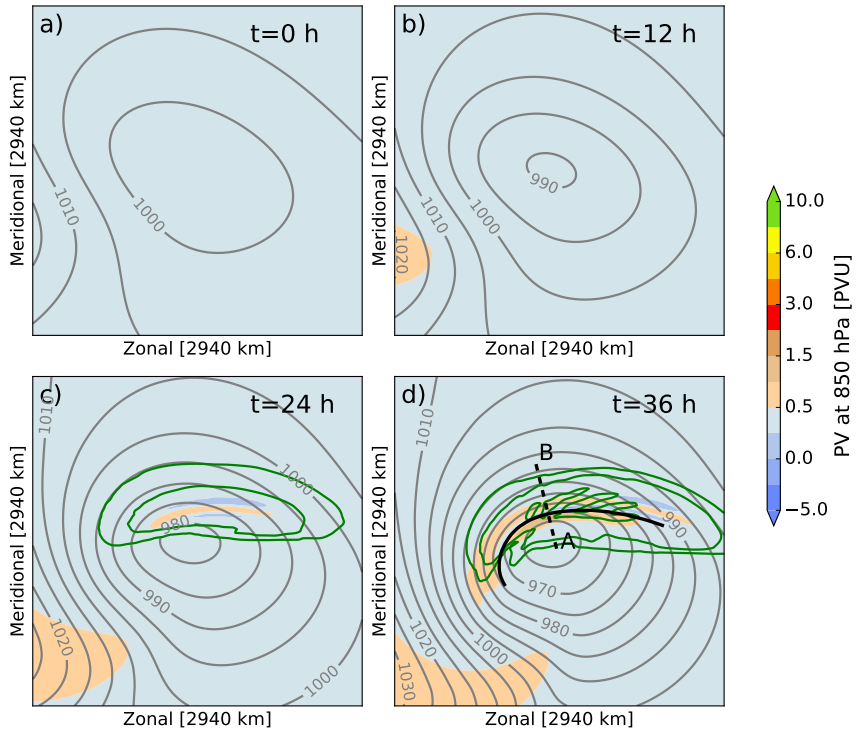 a)
t=0 h
1010
1000
Meridional [2940 km]
Zonal [2940 km]
b)
t=12 h
990
1000
1010
1020
Meridional [2940 km]
Zonal [2940 km]
c)
t=24 h
1010
1000
980
990
1020
1000
Meridional [2940 km]
Zonal [2940 km]
d)
t=36 h
1010
B
990
A
970
980
1000
1020
1030
Meridional [2940 km]
Zonal [2940 km]
10.0
6.0
3.0
1.5
0.5
0.0
−5.0
PV at 850 hPa [PVU]